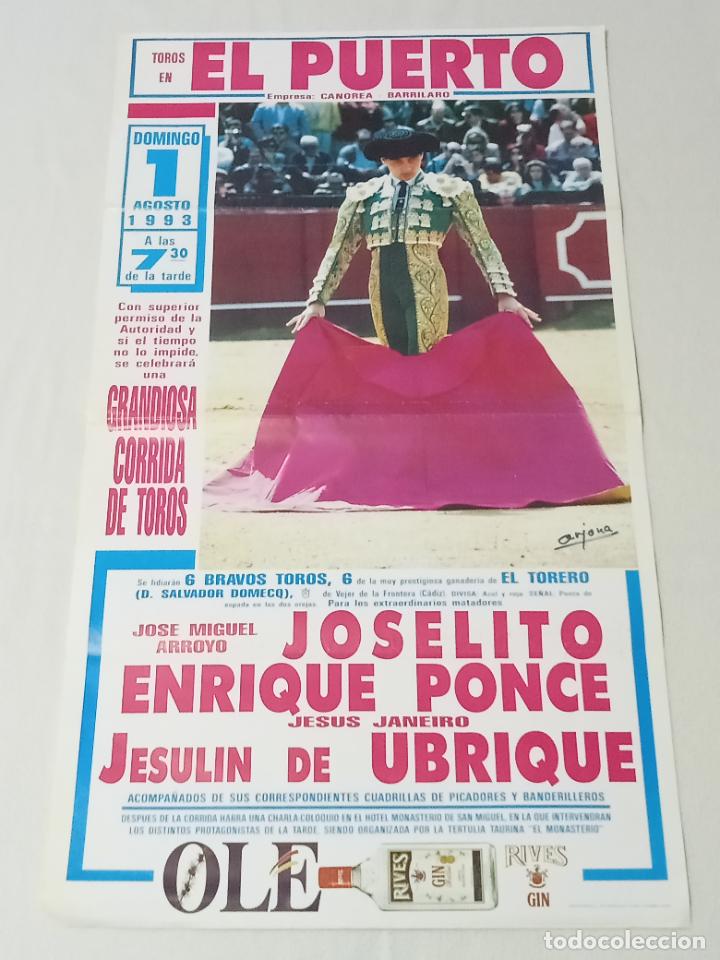 TOROS EN EL PUERTO
Empresa: CANOREA - BARRILARO
DOMINGO
1
AGOSTO
1993
A las
7 30
de la tarde
Con superior
permiso de la
Autoridad y
si el tiempo
no lo impide,
se celebrará
una
GRANDIOSA
CORRIDA
DE TOROS
arjona
Se lidiarán 6 BRAVOS TOROS, 6 de la muy prestigiosa ganadería de EL TORERO
(D. SALVADOR DOMECQ), de Vejer de la Frontera (Cádiz). DIVISA: Azul y roja SEÑAL: Punta de
espada en las dos orejas. Para los extraordinarios matadores
JOSE MIGUEL ARROYO JOSELITO
ENRIQUE PONCE
JESUS JANEIRO
JESULIN DE UBRIQUE
ACOMPAÑADOS DE SUS CORRESPONDIENTES CUADRILLAS DE PICADORES Y BANDERILLEROS
DESPUES DE LA CORRIDA HABRA UNA CHARLA-COLOQUIO EN EL HOTEL MONASTERIO DE SAN MIGUEL, EN LA QUE INTERVENDRAN
LOS DISTINTOS PROTAGONISTAS DE LA TARDE, SIENDO ORGANIZADA POR LA TERTULIA TAURINA "EL MONASTERIO"
OLE
RIVES
GIN
RIVES
GIN
todocoleccion
todocoleccion.net